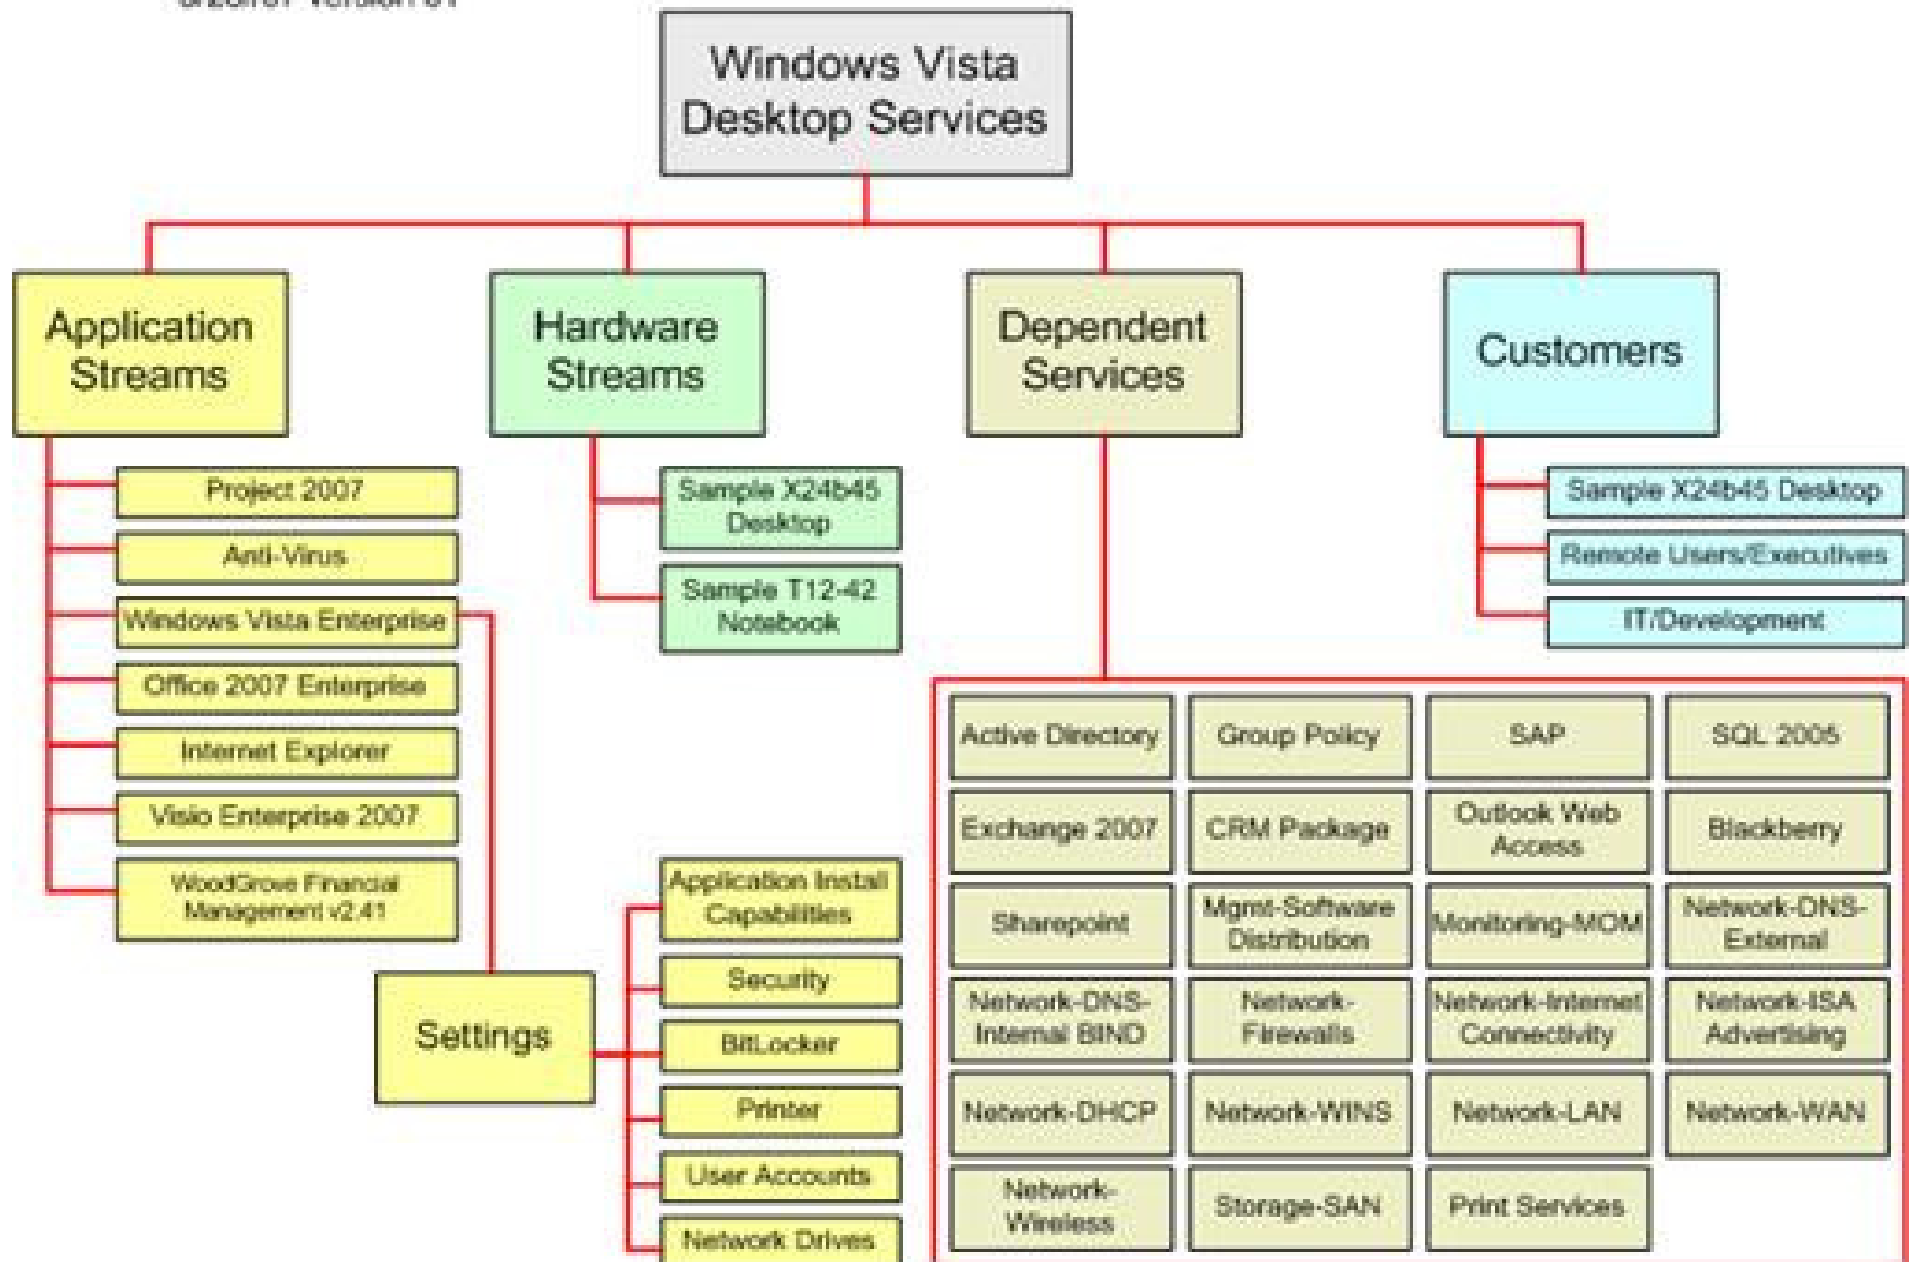 Version
Windows Vista
Desktop Services
Application
Streams
Hardware
Streams
Dependent
Services
Customers
Project 2007
Anti-Virus
Windows Vista Enterprise
Office 2007 Enterprise
Internet Explorer
Visio Enterprise 2007
WoodGrove Financial
Management v2.41
Sample X24b45
Desktop
Sample T12-42
Notebook
Sample X24b45 Desktop
Remote Users/Executives
IT/Development
Settings
Application Install
Capabilities
Security
BitLocker
Printer
User Accounts
Network Drives
Active Directory
Group Policy
SAP
SQL 2005
Exchange 2007
CRM Package
Outlook Web
Access
Blackberry
Sharepoint
Mgmt-Software
Distribution
Monitoring-MOM
Network-DNS-
External
Network-DNS-
Internal BIND
Network-
Firewalls
Network-Internet
Connectivity
Network-ISA
Advertising
Network-DHCP
Network-WINS
Network-LAN
Network-WAN
Network-
Wireless
Storage-SAN
Print Services